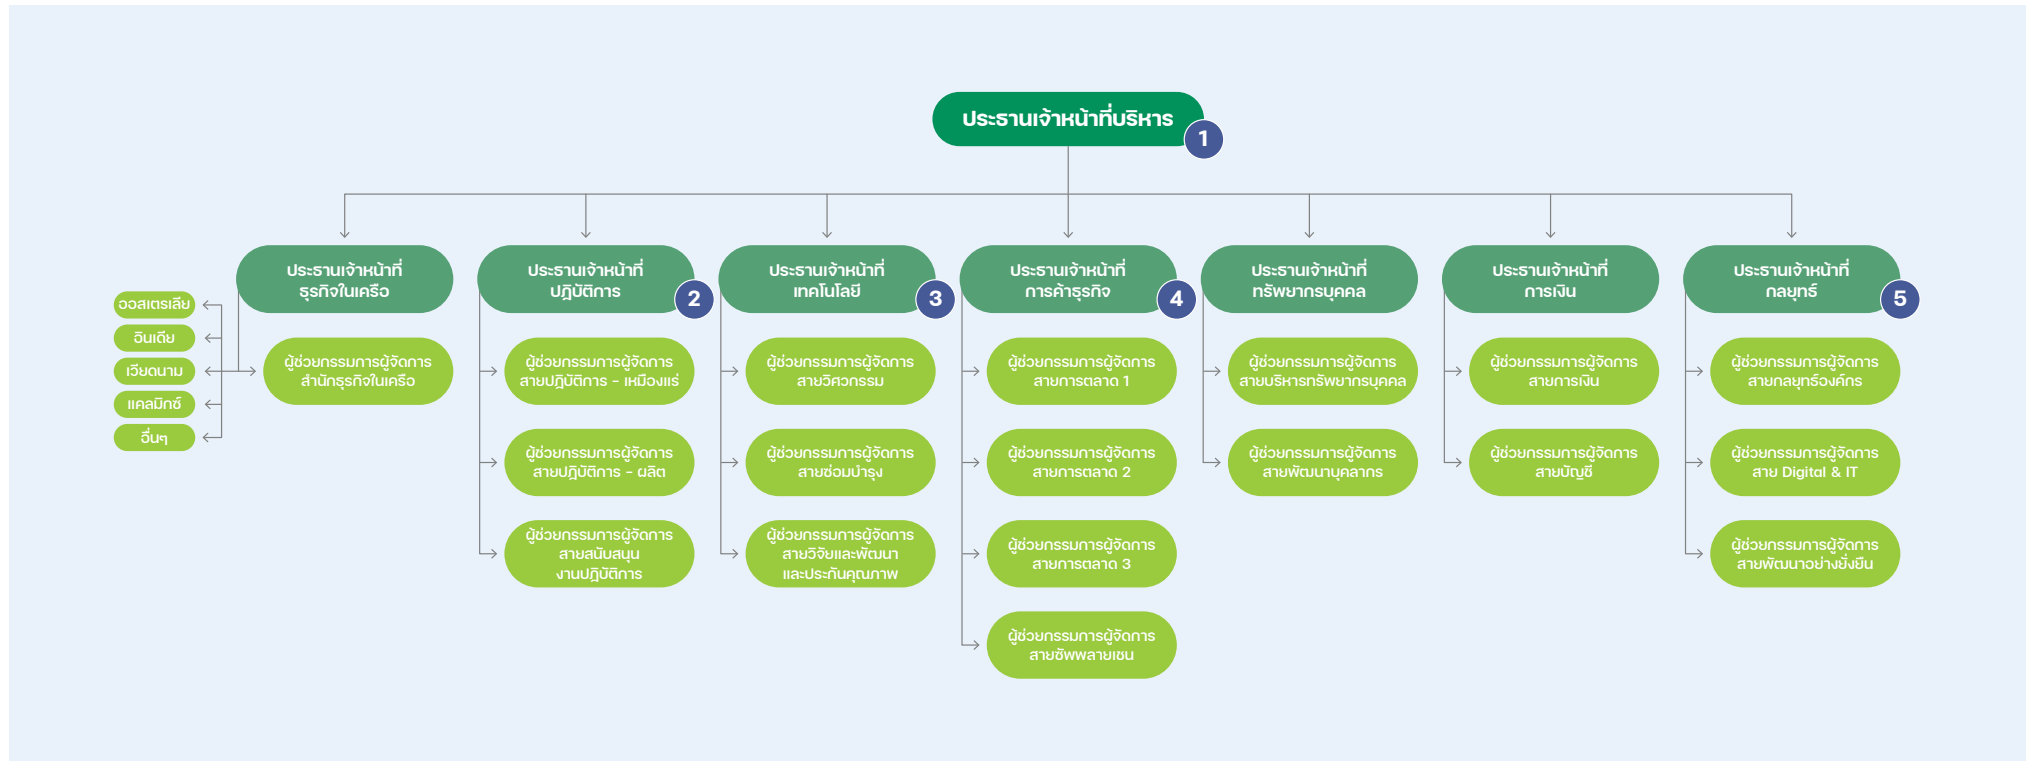 ประธานเจ้าหน้าที่บริหาร
1
ประธานเจ้าหน้าที่
ธุรกิจในเครือ
ออสเตรเลีย
อินเดีย
เวียดนาม
แคลมิกซ์
อื่นๆ
ผู้ช่วยกรรมการผู้จัดการ
สำนักธุรกิจในเครือ
ประธานเจ้าหน้าที่
ปฏิบัติการ
2
ผู้ช่วยกรรมการผู้จัดการ
สายปฏิบัติการ - เหมืองแร่
ผู้ช่วยกรรมการผู้จัดการ
สายปฏิบัติการ - ผลิต
ผู้ช่วยกรรมการผู้จัดการ
สายสนับสนุน
งานปฏิบัติการ
ประธานเจ้าหน้าที่
เทคโนโลยี
3
ผู้ช่วยกรรมการผู้จัดการ
สายวิศวกรรม
ผู้ช่วยกรรมการผู้จัดการ
สายซ่อมบำรุง
ผู้ช่วยกรรมการผู้จัดการ
สายวิจัยและพัฒนา
และประกันคุณภาพ
ประธานเจ้าหน้าที่
การค้าธุรกิจ
4
ผู้ช่วยกรรมการผู้จัดการ
สายการตลาด 1
ผู้ช่วยกรรมการผู้จัดการ
สายการตลาด 2
ผู้ช่วยกรรมการผู้จัดการ
สายการตลาด 3
ผู้ช่วยกรรมการผู้จัดการ
สายซัพพลายเชน
ประธานเจ้าหน้าที่
ทรัพยากรบุคคล
ผู้ช่วยกรรมการผู้จัดการ
สายบริหารทรัพยากรบุคคล
ผู้ช่วยกรรมการผู้จัดการ
สายพัฒนาบุคลากร
ประธานเจ้าหน้าที่
การเงิน
ผู้ช่วยกรรมการผู้จัดการ
สายการเงิน
ผู้ช่วยกรรมการผู้จัดการ
สายบัญชี
ประธานเจ้าหน้าที่
กลยุทธ์
5
ผู้ช่วยกรรมการผู้จัดการ
สายกลยุทธ์องค์กร
ผู้ช่วยกรรมการผู้จัดการ
สาย Digital & IT
ผู้ช่วยกรรมการผู้จัดการ
สายพัฒนาอย่างยั่งยืน